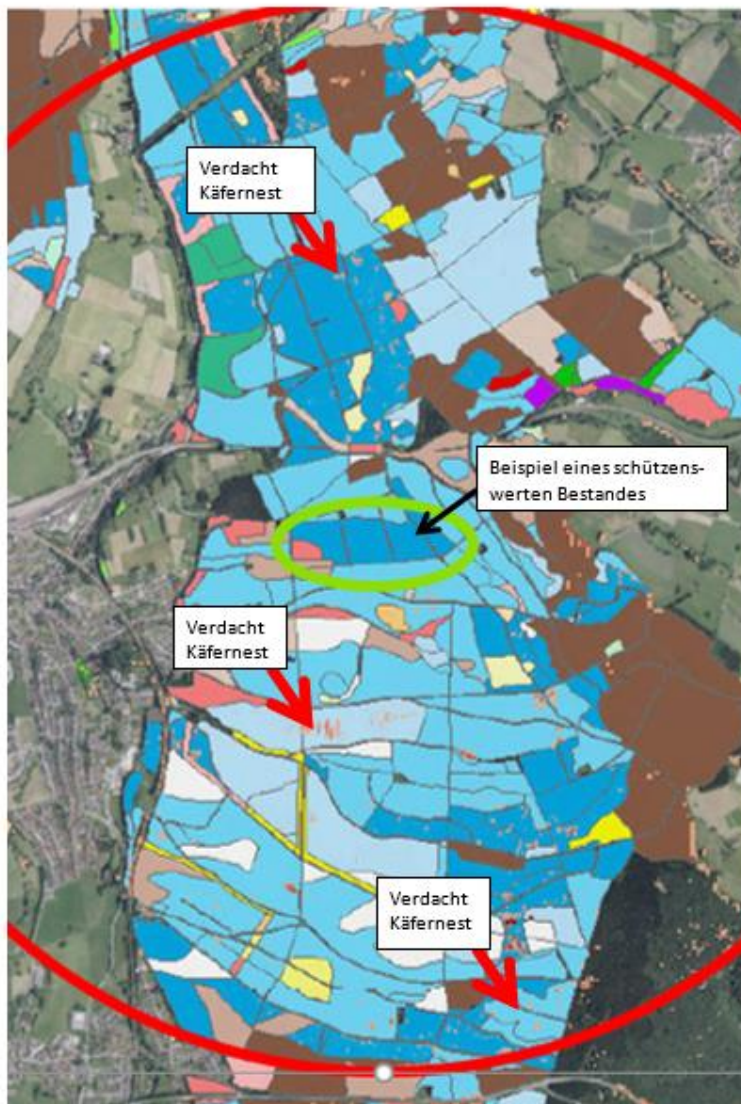 Verdacht
Käfernest
Beispiel eines schützens-
werten Bestandes
Verdacht
Käfernest
Verdacht
Käfernest